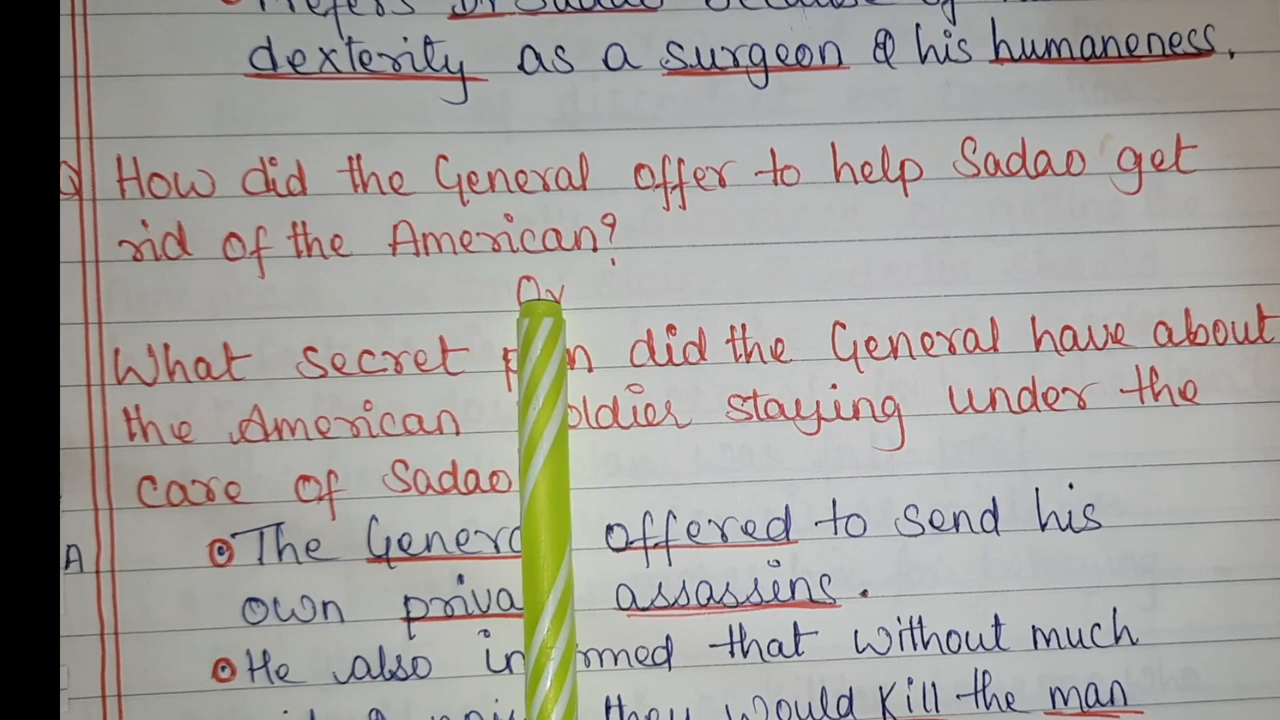 dexterity as a surgeon & his humaneness.
Q How did the General offer to help Sadao get
rid of the American?
Or
What secret did the General have about
the American staying under the
care of Sadao
A The offered to send his
own assassins.
He also that without much
they would kill the man